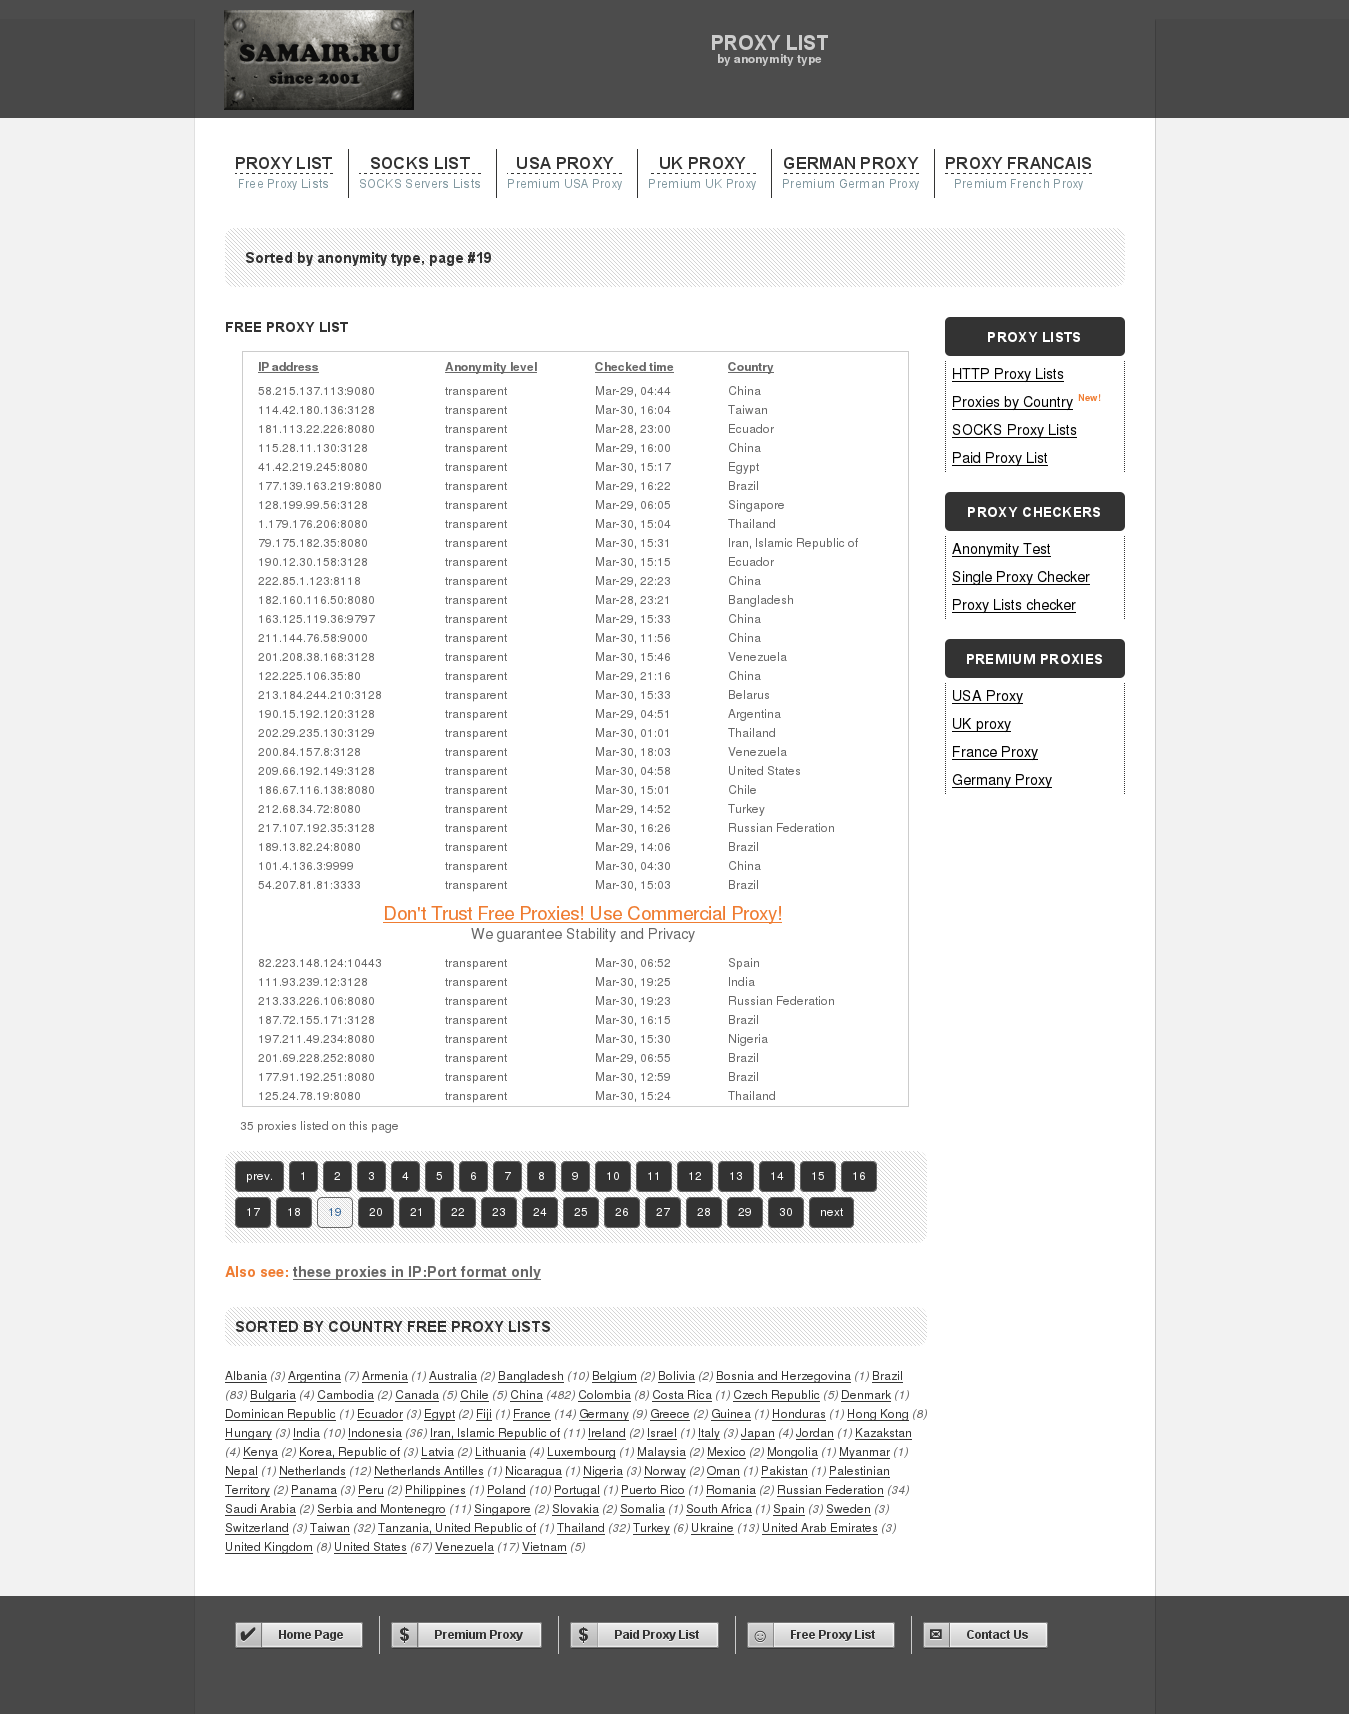 SAMAIR.RU
since 2001
PROXY LIST
by anonymity type
PROXY LIST SOCKS LIST USA PROXY UK PROXY GERMAN PROXY PROXY FRANCAIS
Free Proxy Lists SOCKS Servers Lists Premium USA Proxy Premium UK Proxy Premium German Proxy Premium French Proxy
Sorted by anonymity type, page #19
FREE PROXY LIST
IP address Anonymity level Checked time Country
58.215.137.113:9080 transparent Mar-29, 04:44 China
114.42.180.136:3128 transparent Mar-30, 16:04 Taiwan
181.113.22.226:8080 transparent Mar-28, 23:00 Ecuador
115.28.11.130:3128 transparent Mar-29, 16:00 China
41.42.219.245:8080 transparent Mar-30, 15:17 Egypt
177.139.163.219:8080 transparent Mar-29, 16:22 Brazil
128.199.99.56:3128 transparent Mar-29, 06:05 Singapore
1.179.176.206:8080 transparent Mar-30, 15:04 Thailand
79.175.182.35:8080 transparent Mar-30, 15:31 Iran, Islamic Republic of
190.12.30.158:3128 transparent Mar-30, 15:15 Ecuador
222.85.1.123:8118 transparent Mar-29, 22:23 China
182.160.116.50:8080 transparent Mar-28, 23:21 Bangladesh
163.125.119.36:9797 transparent Mar-29, 15:33 China
211.144.76.58:9000 transparent Mar-30, 11:56 China
201.208.38.168:3128 transparent Mar-30, 15:46 Venezuela
122.225.106.35:80 transparent Mar-29, 21:16 China
213.184.244.210:3128 transparent Mar-30, 15:33 Belarus
190.15.192.120:3128 transparent Mar-29, 04:51 Argentina
202.29.235.130:3129 transparent Mar-30, 01:01 Thailand
200.84.157.8:3128 transparent Mar-30, 18:03 Venezuela
209.66.192.149:3128 transparent Mar-30, 04:58 United States
186.67.116.138:8080 transparent Mar-30, 15:01 Chile
212.68.34.72:8080 transparent Mar-29, 14:52 Turkey
217.107.192.35:3128 transparent Mar-30, 16:26 Russian Federation
189.13.82.24:8080 transparent Mar-29, 14:06 Brazil
101.4.136.3:9999 transparent Mar-30, 04:30 China
54.207.81.81:3333 transparent Mar-30, 15:03 Brazil
Don't Trust Free Proxies! Use Commercial Proxy!
We guarantee Stability and Privacy
82.223.148.124:10443 transparent Mar-30, 06:52 Spain
111.93.239.12:3128 transparent Mar-30, 19:25 India
213.33.226.106:8080 transparent Mar-30, 19:23 Russian Federation
187.72.155.171:3128 transparent Mar-30, 16:15 Brazil
197.211.49.234:8080 transparent Mar-30, 15:30 Nigeria
201.69.228.252:8080 transparent Mar-29, 06:55 Brazil
177.91.192.251:8080 transparent Mar-30, 12:59 Brazil
125.24.78.19:8080 transparent Mar-30, 15:24 Thailand
35 proxies listed on this page
prev. 1 2 3 4 5 6 7 8 9 10 11 12 13 14 15 16
17 18 19 20 21 22 23 24 25 26 27 28 29 30 next
Also see: these proxies in IP:Port format only
SORTED BY COUNTRY FREE PROXY LISTS
Albania (3) Argentina (7) Armenia (1) Australia (2) Bangladesh (10) Belgium (2) Bolivia (2) Bosnia and Herzegovina (1) Brazil
(83) Bulgaria (4) Cambodia (2) Canada (5) Chile (5) China (482) Colombia (8) Costa Rica (1) Czech Republic (5) Denmark (1)
Dominican Republic (1) Ecuador (3) Egypt (2) Fiji (1) France (14) Germany (9) Greece (2) Guinea (1) Honduras (1) Hong Kong (8)
Hungary (3) India (10) Indonesia (36) Iran, Islamic Republic of (11) Ireland (2) Israel (1) Italy (3) Japan (4) Jordan (1) Kazakstan
(4) Kenya (2) Korea, Republic of (3) Latvia (2) Lithuania (4) Luxembourg (1) Malaysia (2) Mexico (2) Mongolia (1) Myanmar (1)
Nepal (1) Netherlands (12) Netherlands Antilles (1) Nicaragua (1) Nigeria (3) Norway (2) Oman (1) Pakistan (1) Palestinian
Territory (2) Panama (3) Peru (2) Philippines (1) Poland (10) Portugal (1) Puerto Rico (1) Romania (2) Russian Federation (34)
Saudi Arabia (2) Serbia and Montenegro (11) Singapore (2) Slovakia (2) Somalia (1) South Africa (1) Spain (3) Sweden (3)
Switzerland (3) Taiwan (32) Tanzania, United Republic of (1) Thailand (32) Turkey (6) Ukraine (13) United Arab Emirates (3)
United Kingdom (8) United States (67) Venezuela (17) Vietnam (5)
PROXY LISTS
HTTP Proxy Lists
Proxies by Country New!
SOCKS Proxy Lists
Paid Proxy List
PROXY CHECKERS
Anonymity Test
Single Proxy Checker
Proxy Lists checker
PREMIUM PROXIES
USA Proxy
UK proxy
France Proxy
Germany Proxy
✔ Home Page $ Premium Proxy $ Paid Proxy List ☺ Free Proxy List ✉ Contact Us